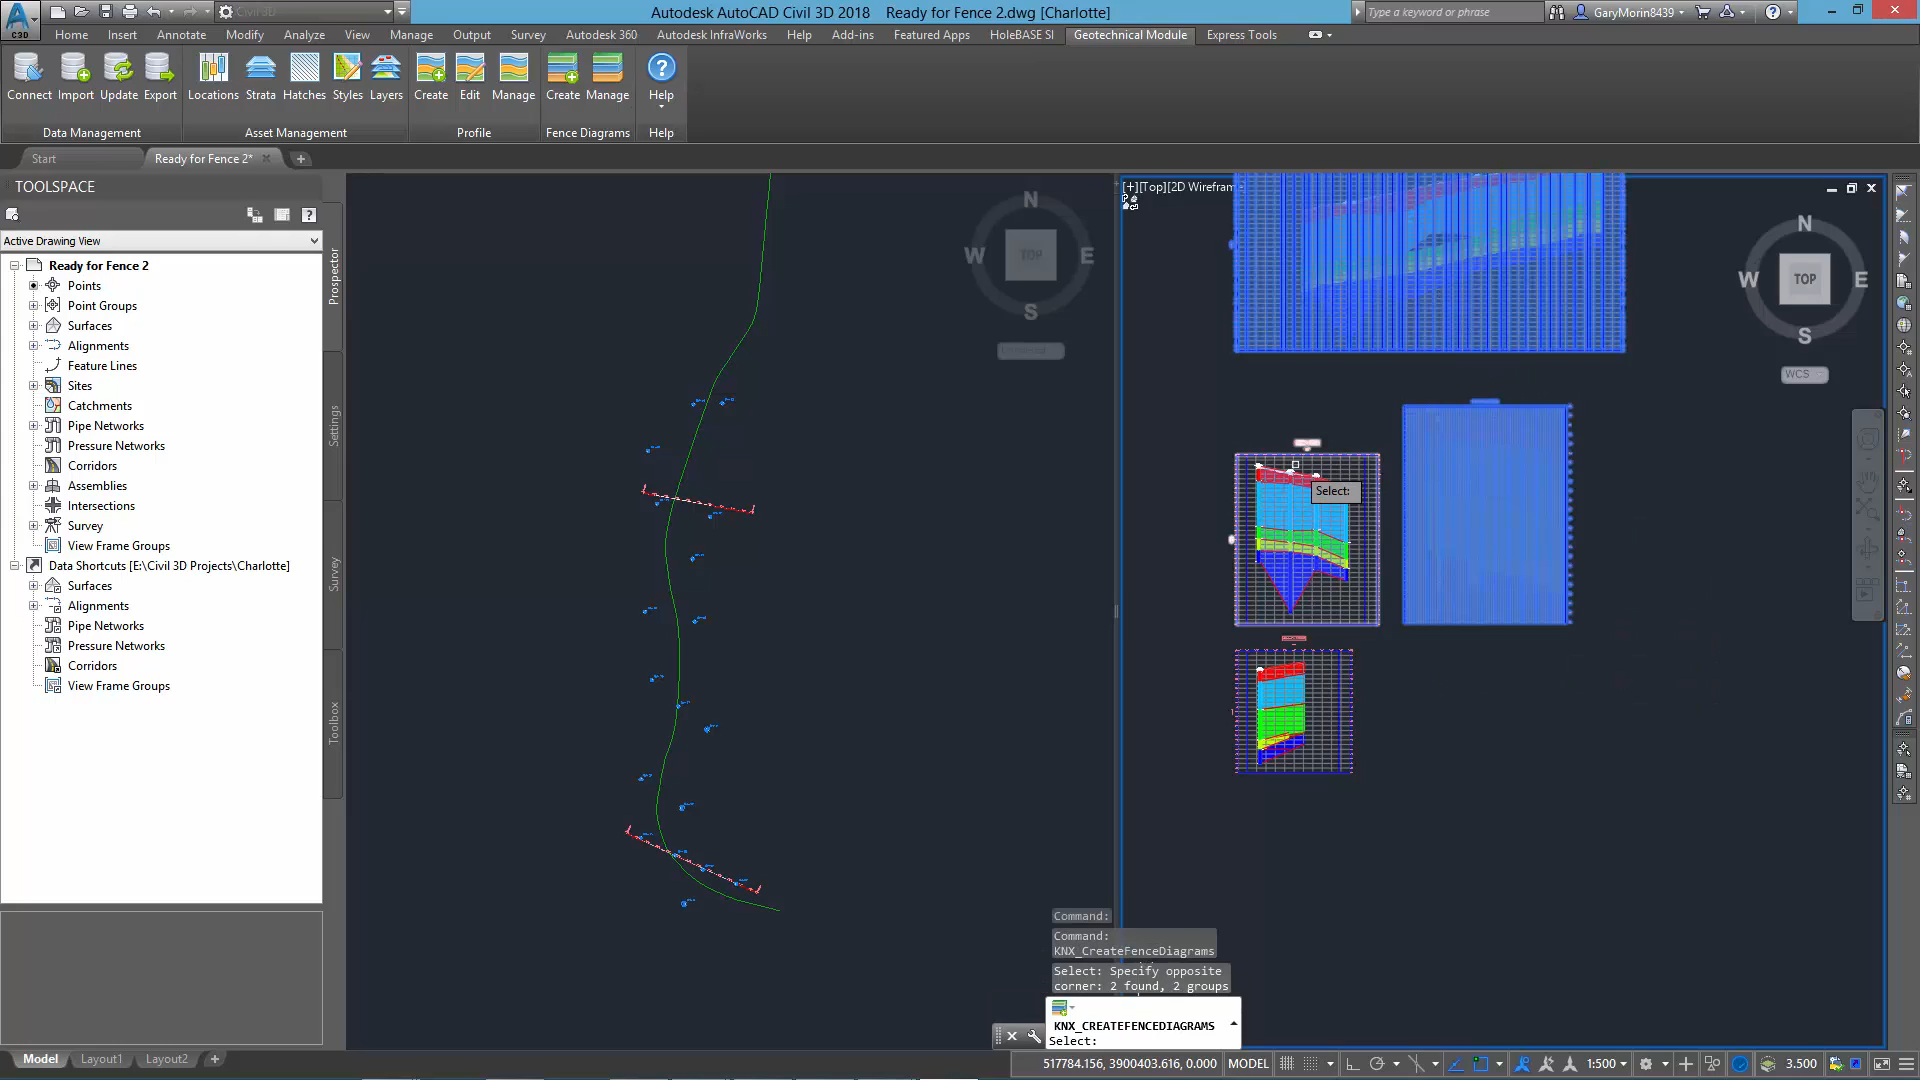 C3D
Civil 3D
Autodesk AutoCAD Civil 3D 2018 Ready for Fence 2.dwg [Charlotte]
Type a keyword or phrase
GaryMorin8439
Home Insert Annotate Modify Analyze View Manage Output Survey Autodesk 360 Autodesk InfraWorks Help Add-ins Featured Apps HoleBASE SI Geotechnical Module Express Tools
Connect Import Update Export Locations Strata Hatches Styles Layers Create Edit Manage Create Manage Help
Data Management Asset Management Profile Fence Diagrams Help
Start Ready for Fence 2*
TOOLSPACE
Active Drawing View
Ready for Fence 2
Points
Point Groups
Surfaces
Alignments
Feature Lines
Sites
Catchments
Pipe Networks
Pressure Networks
Corridors
Assemblies
Intersections
Survey
View Frame Groups
Data Shortcuts [E:\Civil 3D Projects\Charlotte]
Surfaces
Alignments
Pipe Networks
Pressure Networks
Corridors
View Frame Groups
Prospector
Settings
Survey
Toolbox
N
W TOP E
S
[+][Top][2D Wirefram
N
W TOP E
S
WCS
Select:
Command:
Command:
KNX_CreateFenceDiagrams
Select: Specify opposite
corner: 2 found, 2 groups
KNX_CREATEFENCEDIAGRAMS
Select:
Model Layout1 Layout2
517784.156, 3900403.616, 0.000 MODEL 1:500 3.500